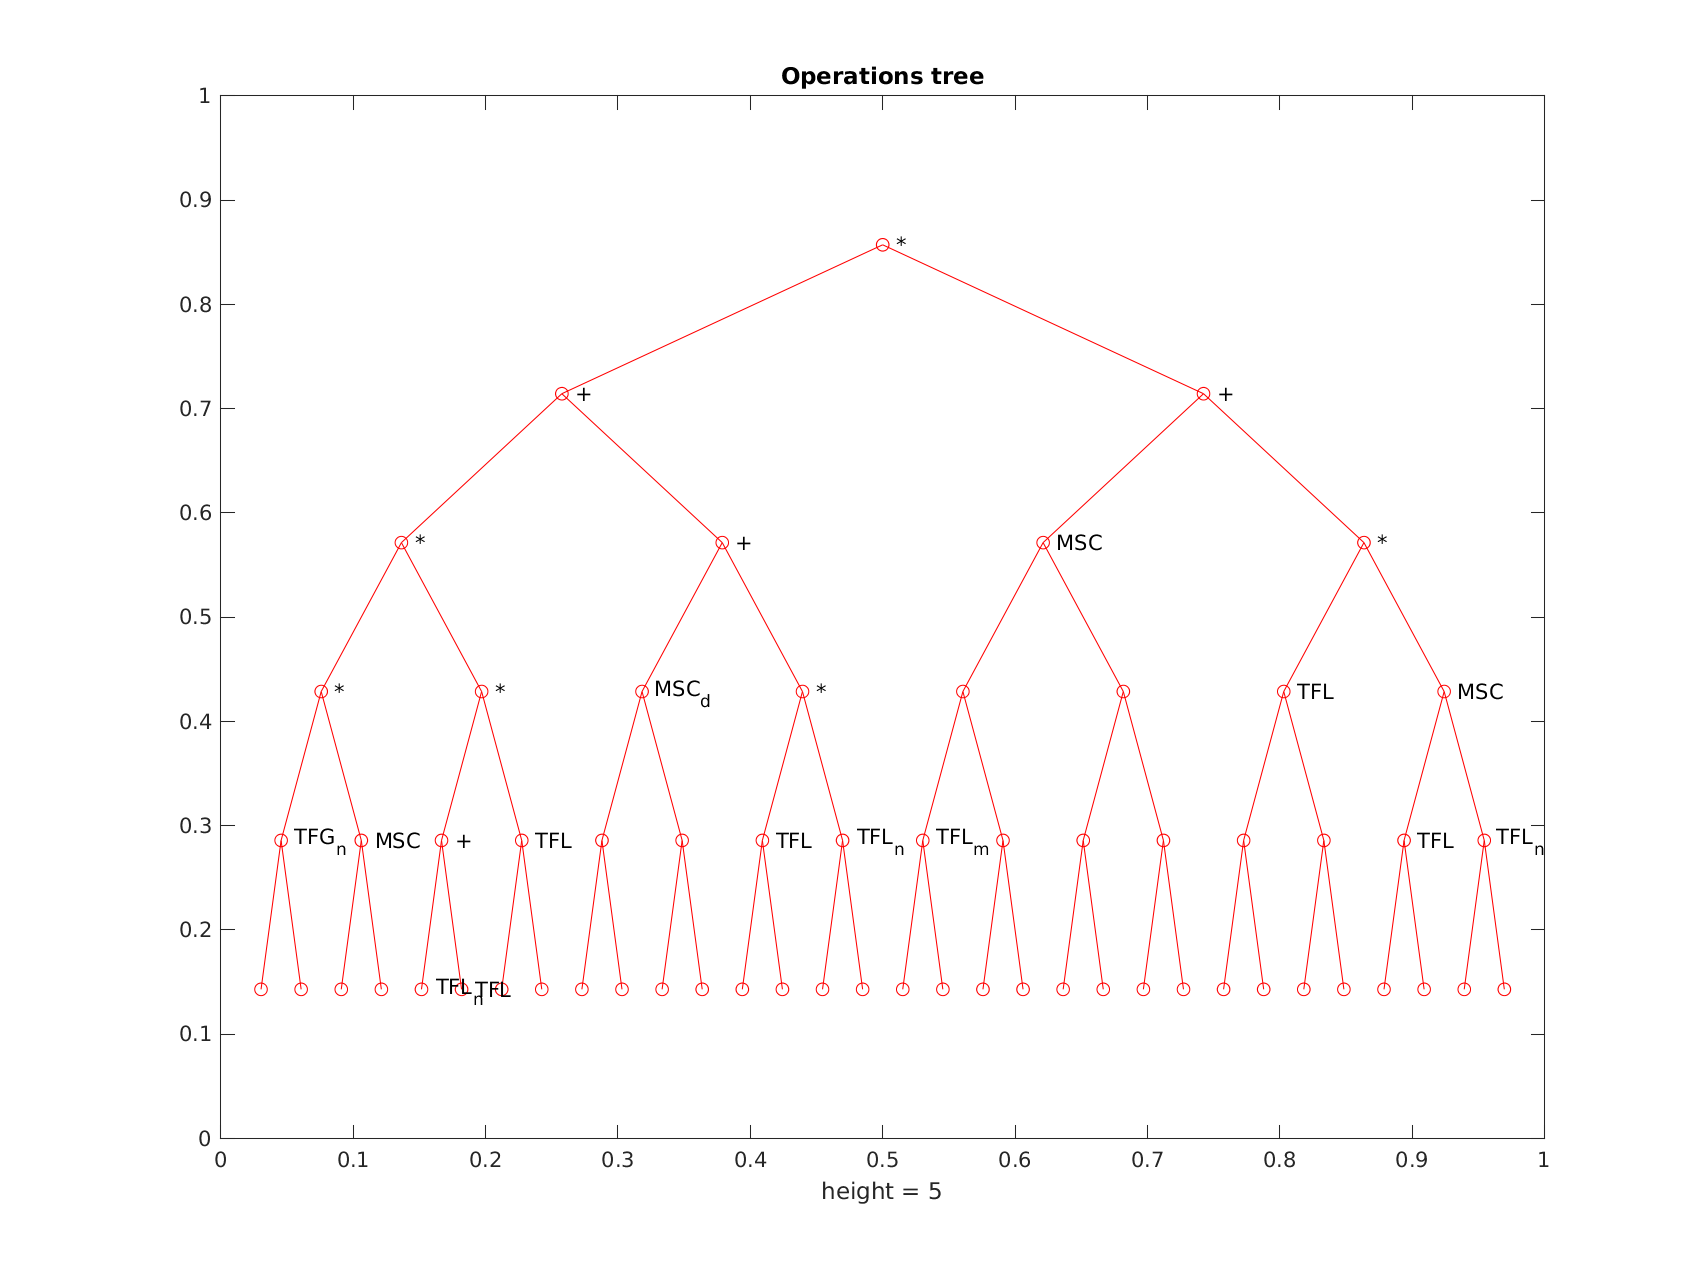 Operations tree
1
0.9
*
0.8
+ +
0.7
0.6
* + MSC *
0.5
* * MSC_d * TFL MSC
0.4
0.3
TFG_n MSC + TFL TFL TFL_n TFL_m TFL TFL_n
0.2
TFL_n TFL
0.1
0
0 0.1 0.2 0.3 0.4 0.5 0.6 0.7 0.8 0.9 1
height = 5